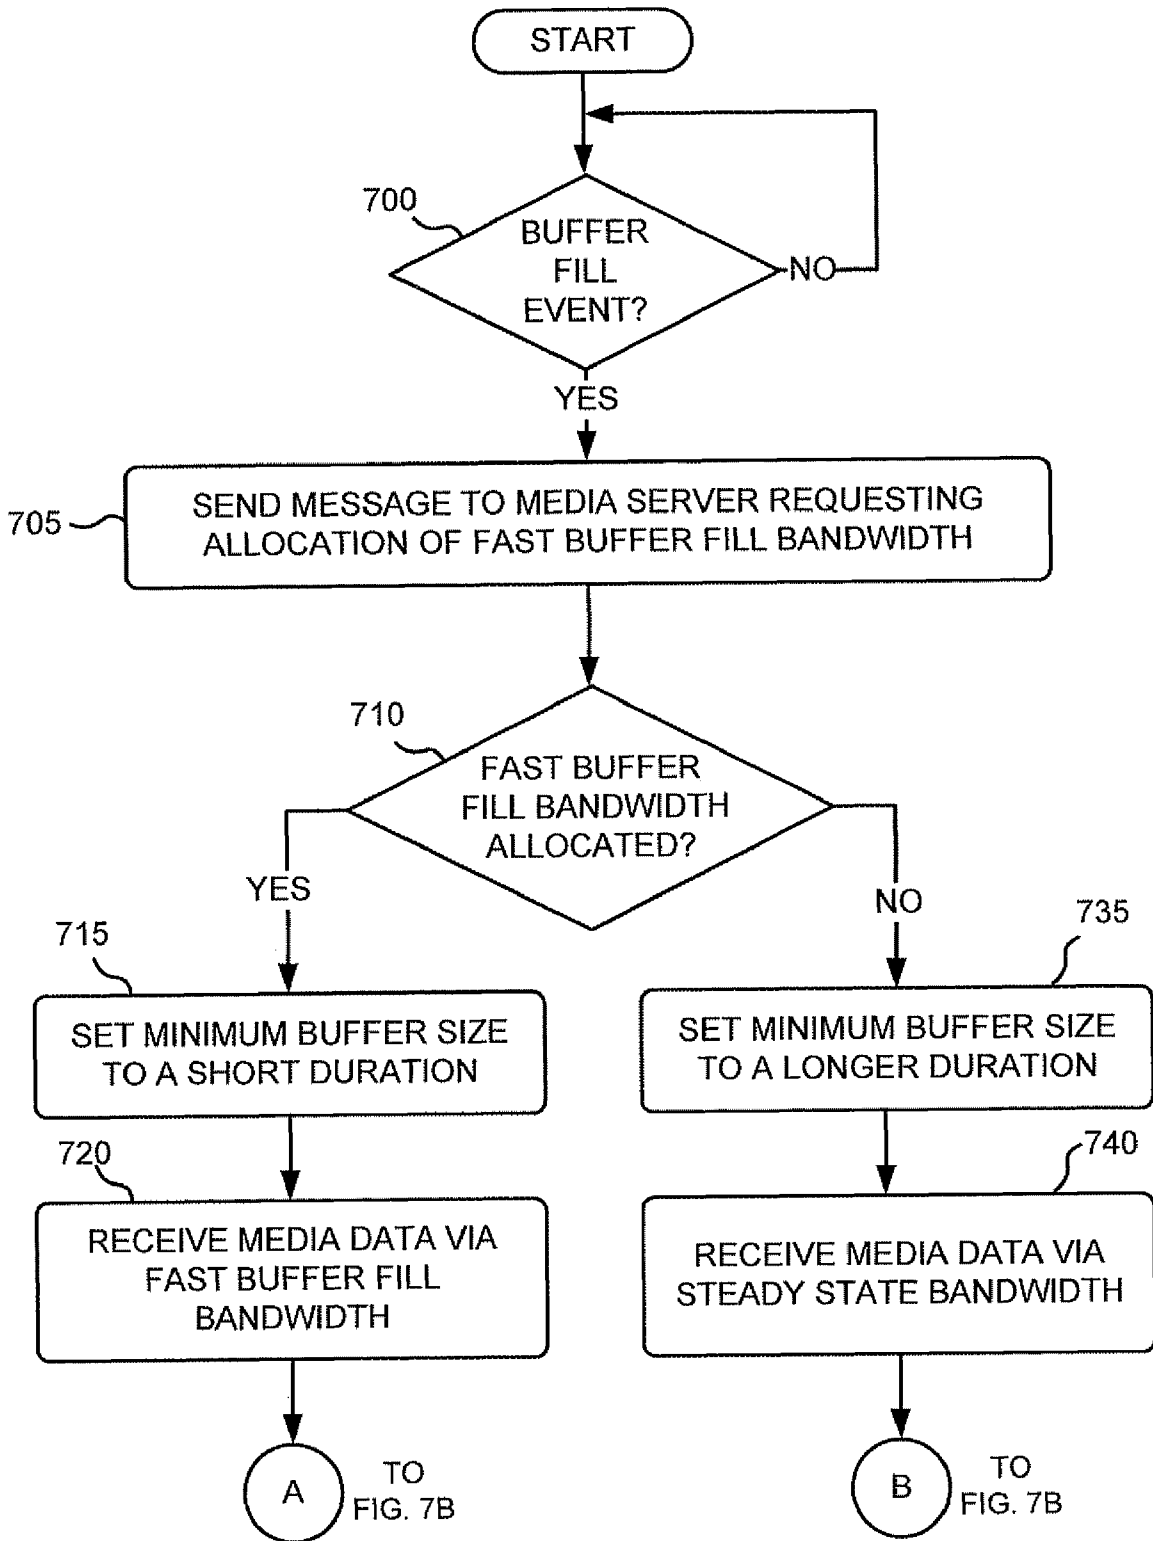 START
700
BUFFER
FILL
EVENT?
NO
YES
705
SEND MESSAGE TO MEDIA SERVER REQUESTING
ALLOCATION OF FAST BUFFER FILL BANDWIDTH
710
FAST BUFFER
FILL BANDWIDTH
ALLOCATED?
YES
NO
715
SET MINIMUM BUFFER SIZE
TO A SHORT DURATION
735
SET MINIMUM BUFFER SIZE
TO A LONGER DURATION
720
RECEIVE MEDIA DATA VIA
FAST BUFFER FILL
BANDWIDTH
740
RECEIVE MEDIA DATA VIA
STEADY STATE BANDWIDTH
A
TO
FIG. 7B
B
TO
FIG. 7B